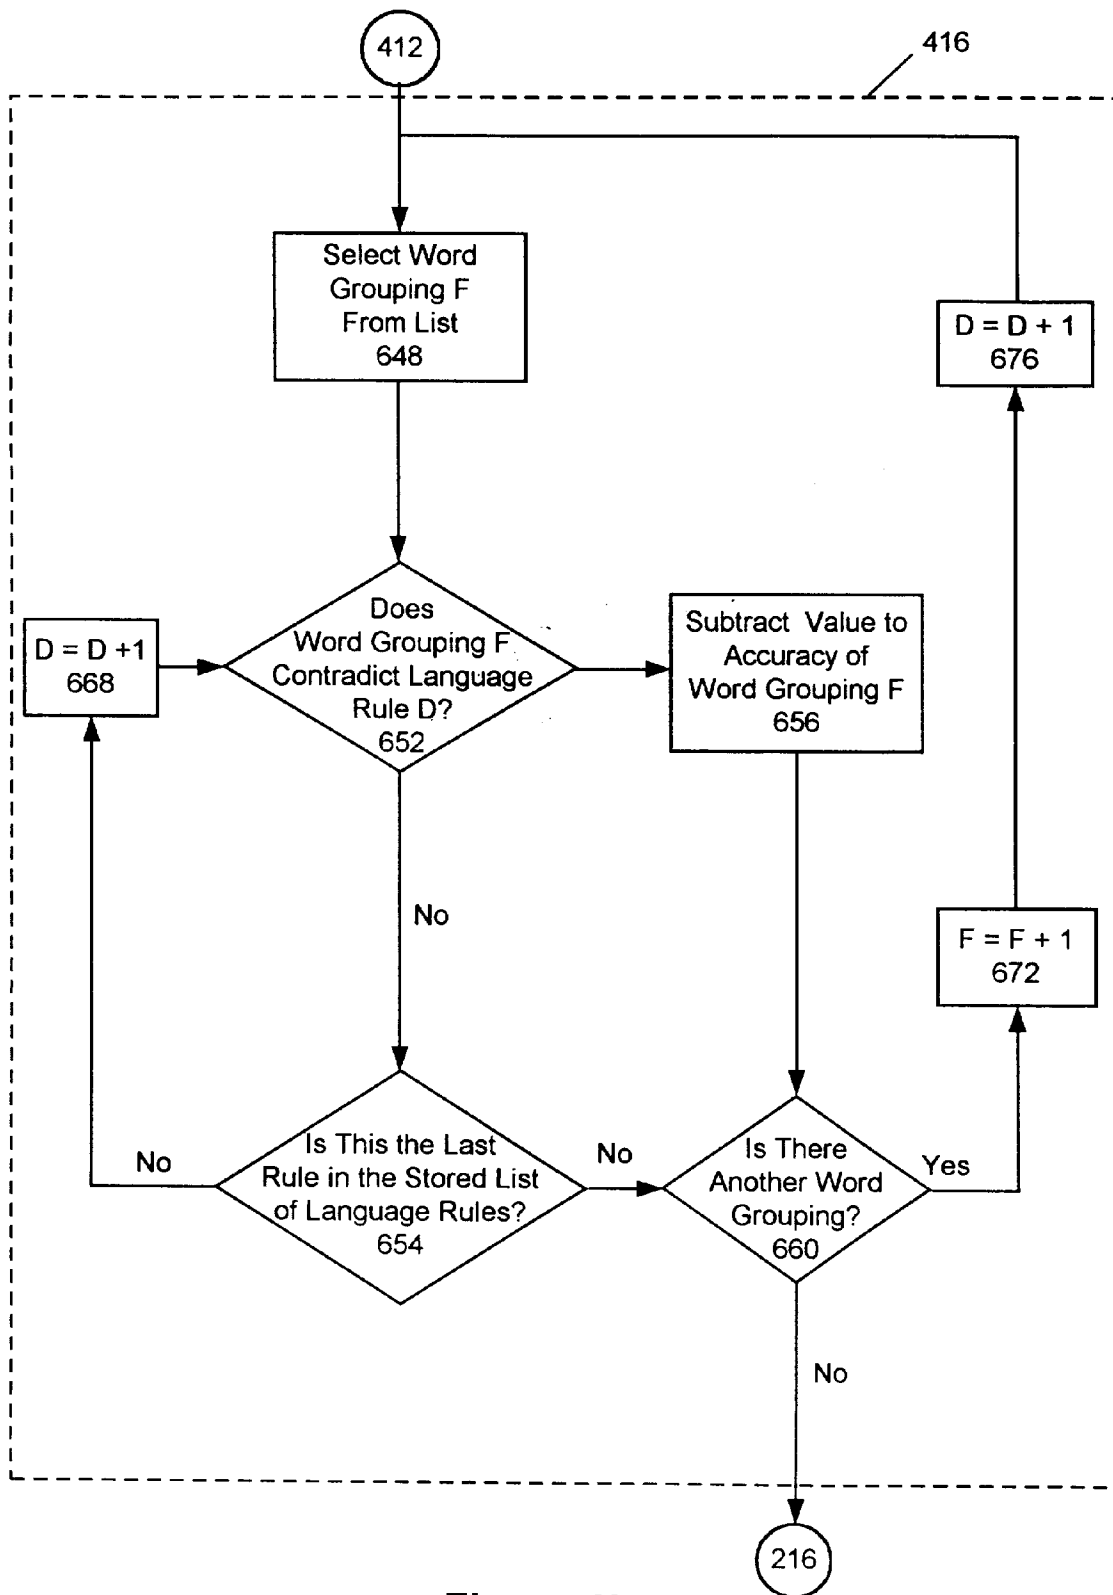 412
416
Select Word
Grouping F
From List
648
D = D + 1
676
Does
Word Grouping F
Contradict Language
Rule D?
652
D = D +1
668
Subtract Value to
Accuracy of
Word Grouping F
656
No
F = F + 1
672
Is This the Last
Rule in the Stored List
of Language Rules?
654
No
No
Is There
Another Word
Grouping?
660
Yes
No
216